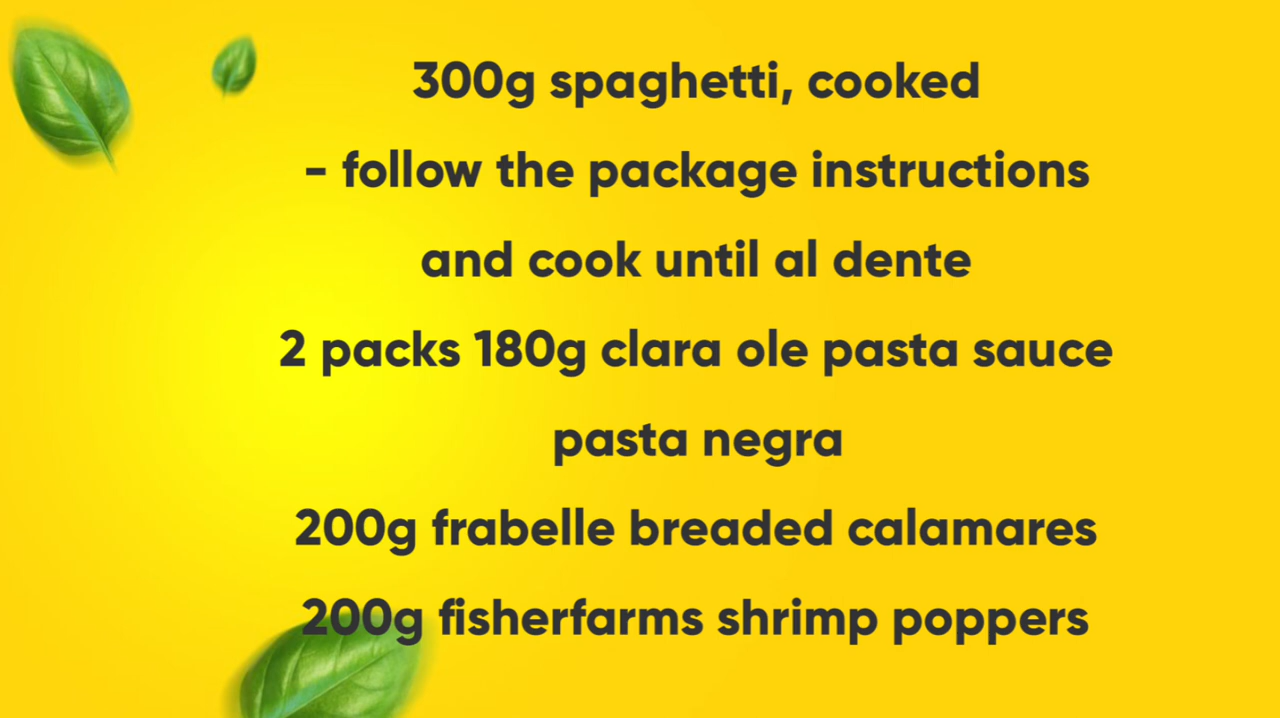 300g spaghetti, cooked
- follow the package instructions
and cook until al dente
2 packs 180g clara ole pasta sauce
pasta negra
200g frabelle breaded calamares
200g fisherfarms shrimp poppers